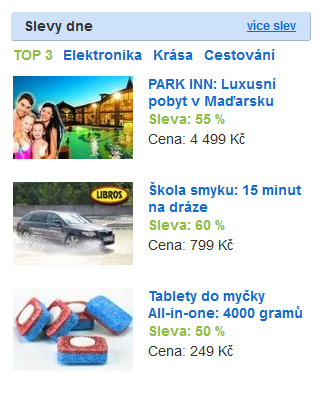 Slevy dne
více slev
TOP 3 Elektronika Krása Cestování
PARK INN: Luxusní
pobyt v Maďarsku
Sleva: 55 %
Cena: 4 499 Kč
LIBROS
Škola smyku: 15 minut
na dráze
Sleva: 60 %
Cena: 799 Kč
Tablety do myčky
All-in-one: 4000 gramů
Sleva: 50 %
Cena: 249 Kč